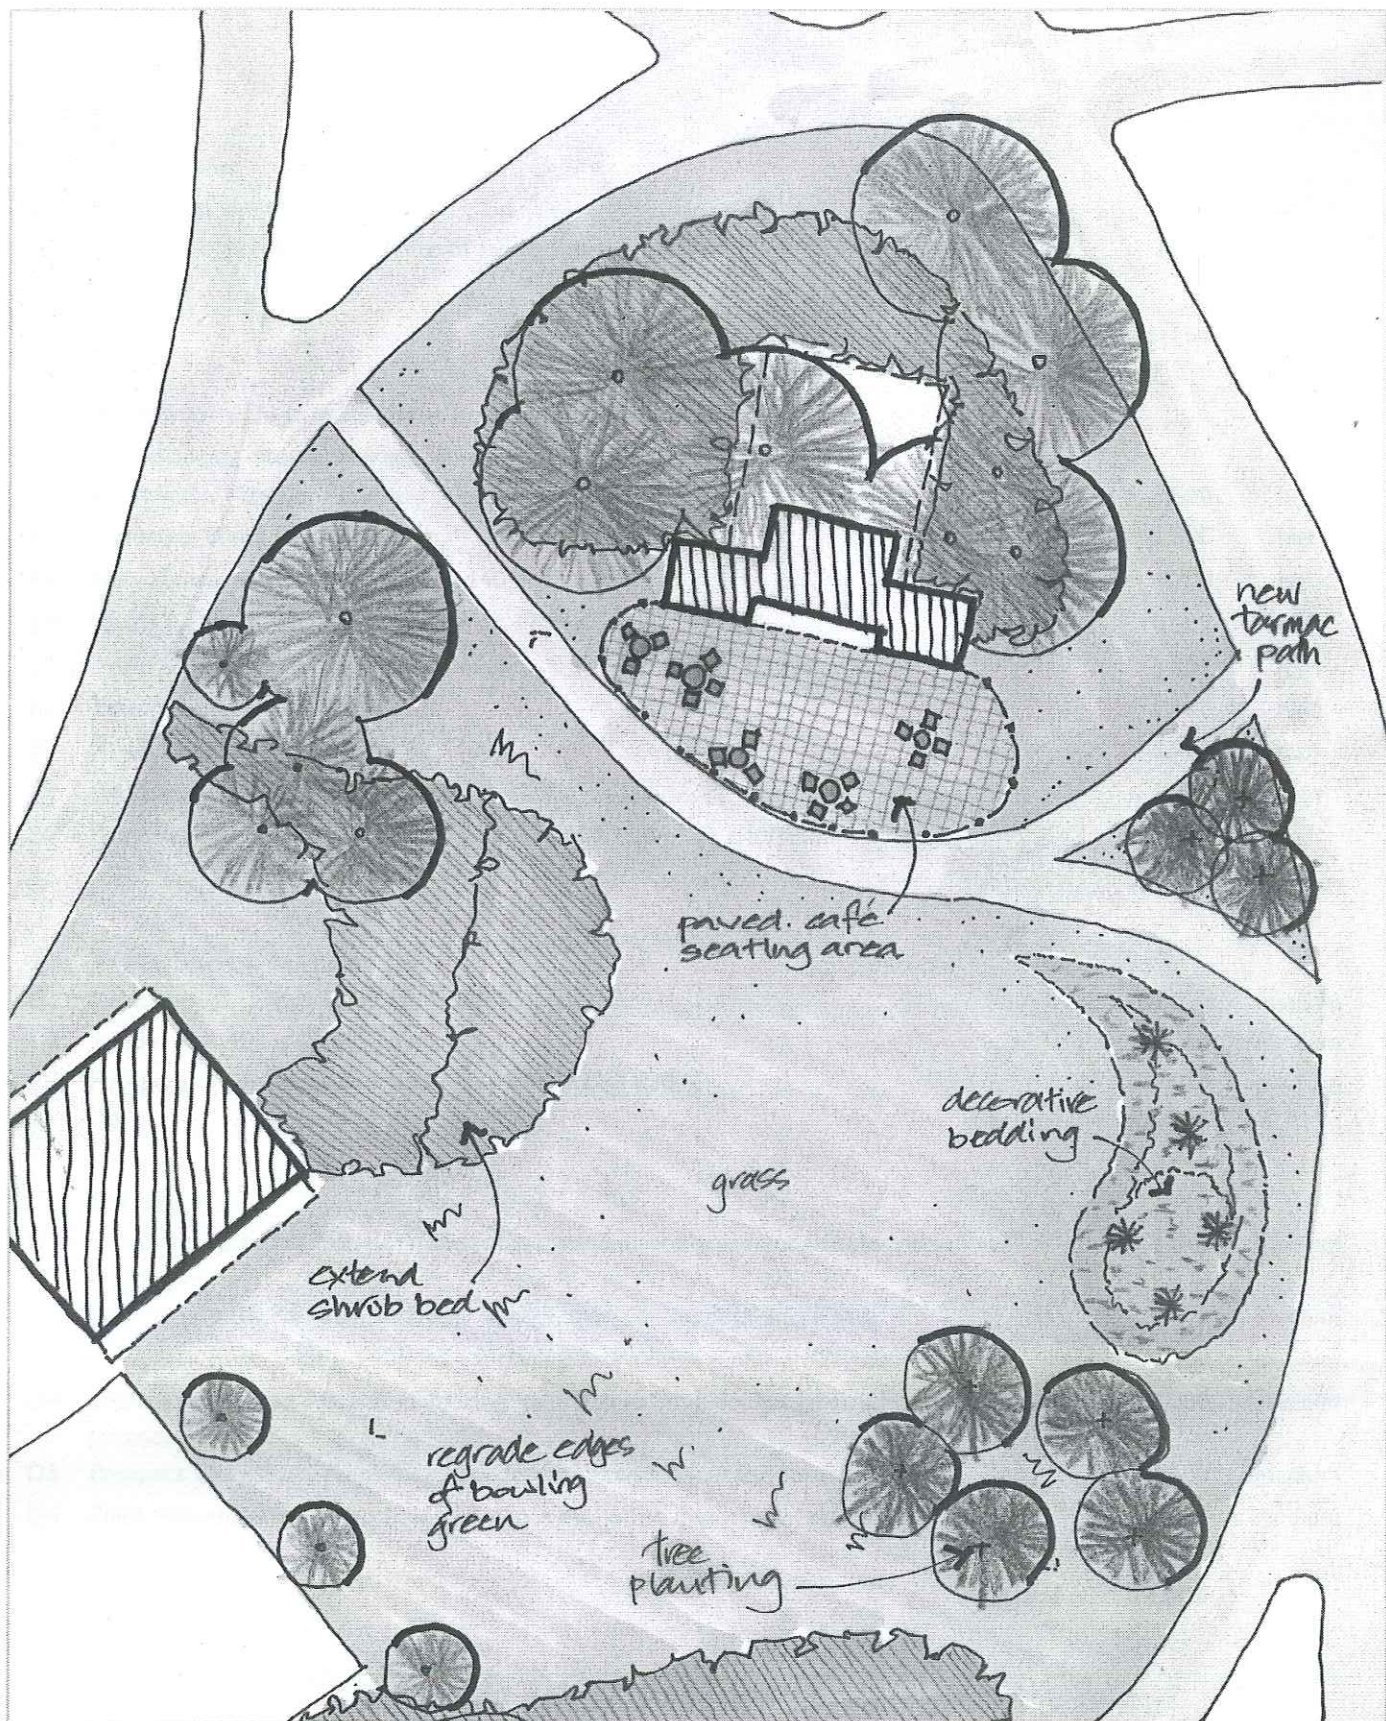 new
tarmac
path
paved café
seating area
decorative
bedding
grass
extend
shrub bed
regrade edges
of bowling
green
tree
planting